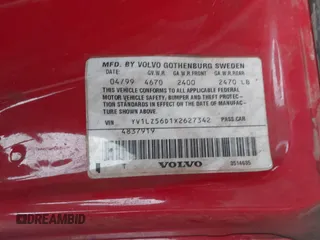 MFD. BY VOLVO GOTHENBURG SWEDEN
DATE: G.V.W.R. GA.W.R.FRONT GA.W.R.REAR
04/99 4670 2400 2470 LB
THIS VEHICLE CONFORMS TO ALL APPLICABLE FEDERAL
MOTOR VEHICLE SAFETY, BUMPER AND THEFT PROTEC-
TION STANDARDS IN EFFECT ON THE DATE OF MANUFAC-
TURE SHOWN ABOVE
VIN YV1LZ56D1X2627342 PASS.CAR
4837919
VOLVO
DREAMBID